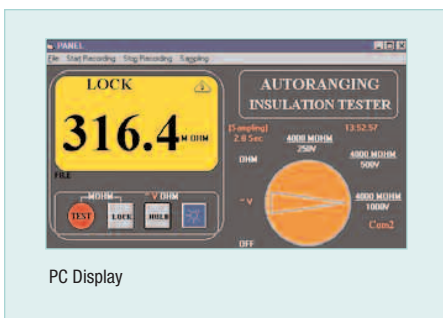 PANEL
File Start Recording Stop Recording Sampling
LOCK
316.4 M OHM
FILE
MOHM ~ V OHM
TEST LOCK HOLD
AUTORANGING
INSULATION TESTER
[Sampling] 13:52:57
2.8 Sec
4000 MOHM
250V
OHM
4000 MOHM
500V
~ V
4000 MOHM
1000V
Com2
OFF
PC Display